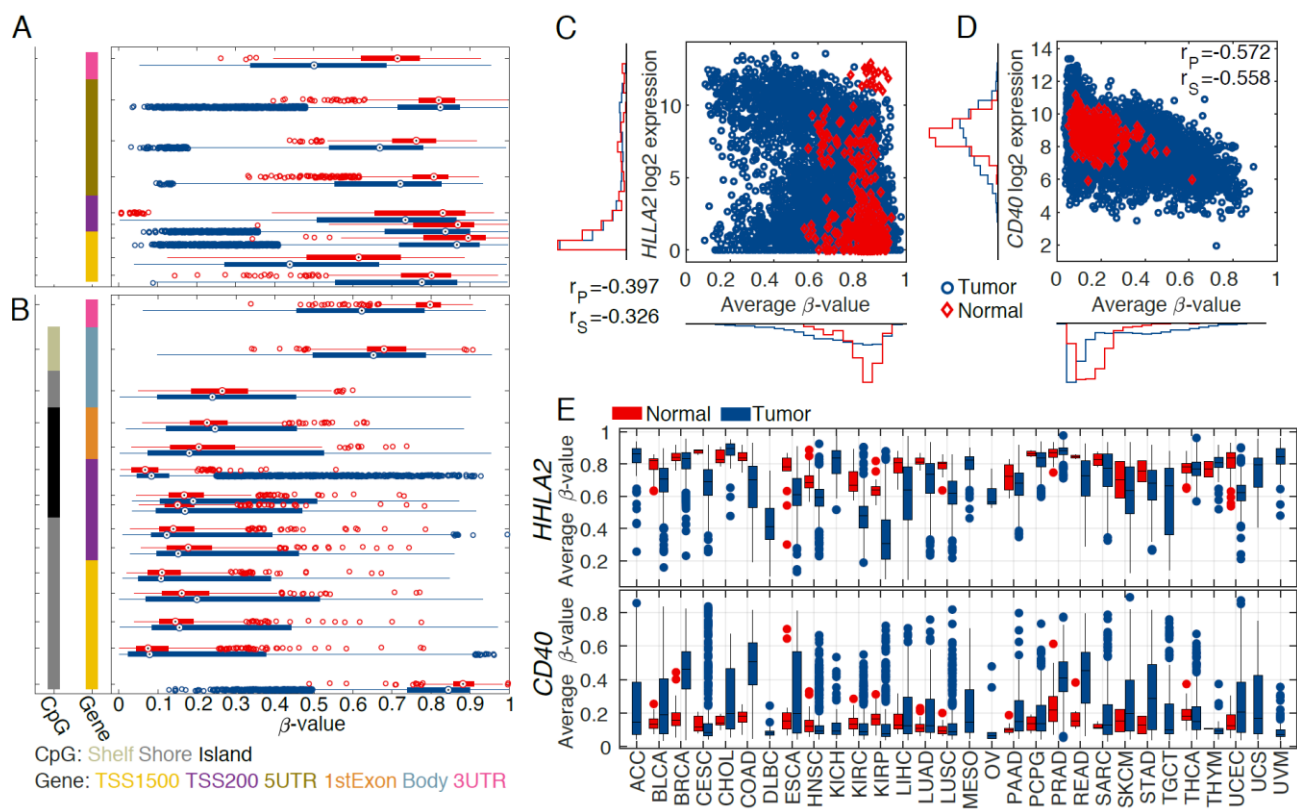 A
C
D
HLLA2 log2 expression
10
5
0
0 0.2 0.4 0.6 0.8 1
Average β-value
rP=-0.397
rS=-0.326
CD40 log2 expression
14
12
10
8
6
4
2
rP=-0.572
rS=-0.558
0 0.2 0.4 0.6 0.8 1
Average β-value
Tumor
Normal
B
CpG
Gene
0 0.1 0.2 0.3 0.4 0.5 0.6 0.7 0.8 0.9 1
β-value
CpG: Shelf Shore Island
Gene: TSS1500 TSS200 5UTR 1stExon Body 3UTR
E
Normal Tumor
HHLA2
Average β-value
1
0.8
0.6
0.4
0.2
CD40
Average β-value
0.8
0.6
0.4
0.2
0
ACC BLCA BRCA CESC CHOL COAD DLBC ESCA HNSC KICH KIRC KIRP LIHC LUAD LUSC MESO OV PAAD PCPG PRAD READ SARC SKCM STAD TGCT THCA THYM UCEC UCS UVM